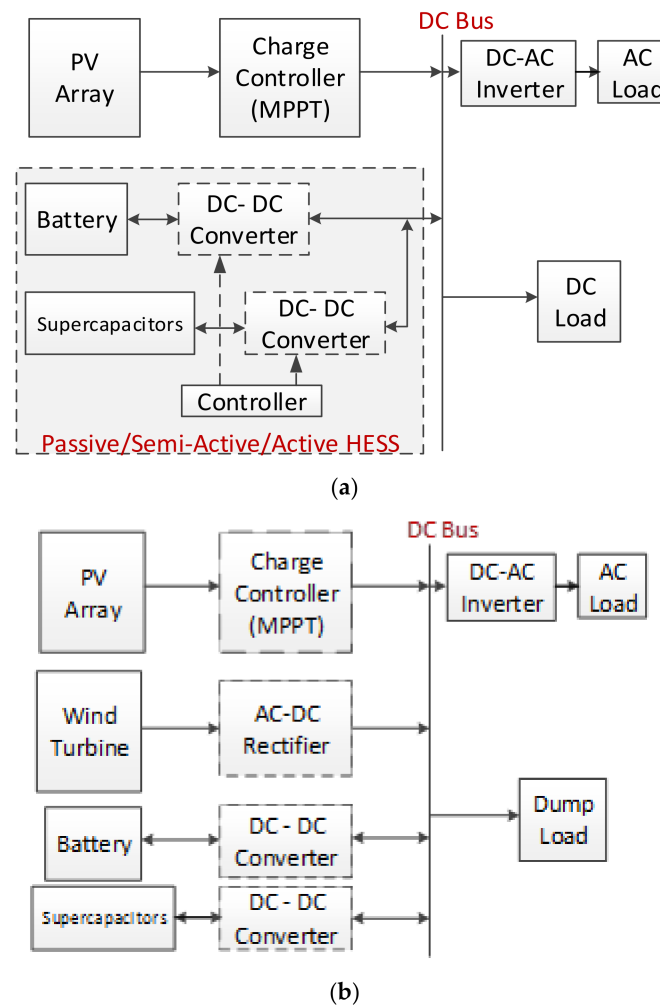 DC Bus
PV
Array
Charge
Controller
(MPPT)
DC-AC
Inverter
AC
Load
Battery
DC- DC
Converter
Supercapacitors
DC- DC
Converter
DC
Load
Controller
Passive/Semi-Active/Active HESS
(a)
DC Bus
PV
Array
Charge
Controller
(MPPT)
DC-AC
Inverter
AC
Load
Wind
Turbine
AC-DC
Rectifier
Battery
DC - DC
Converter
Dump
Load
Supercapacitors
DC - DC
Converter
(b)